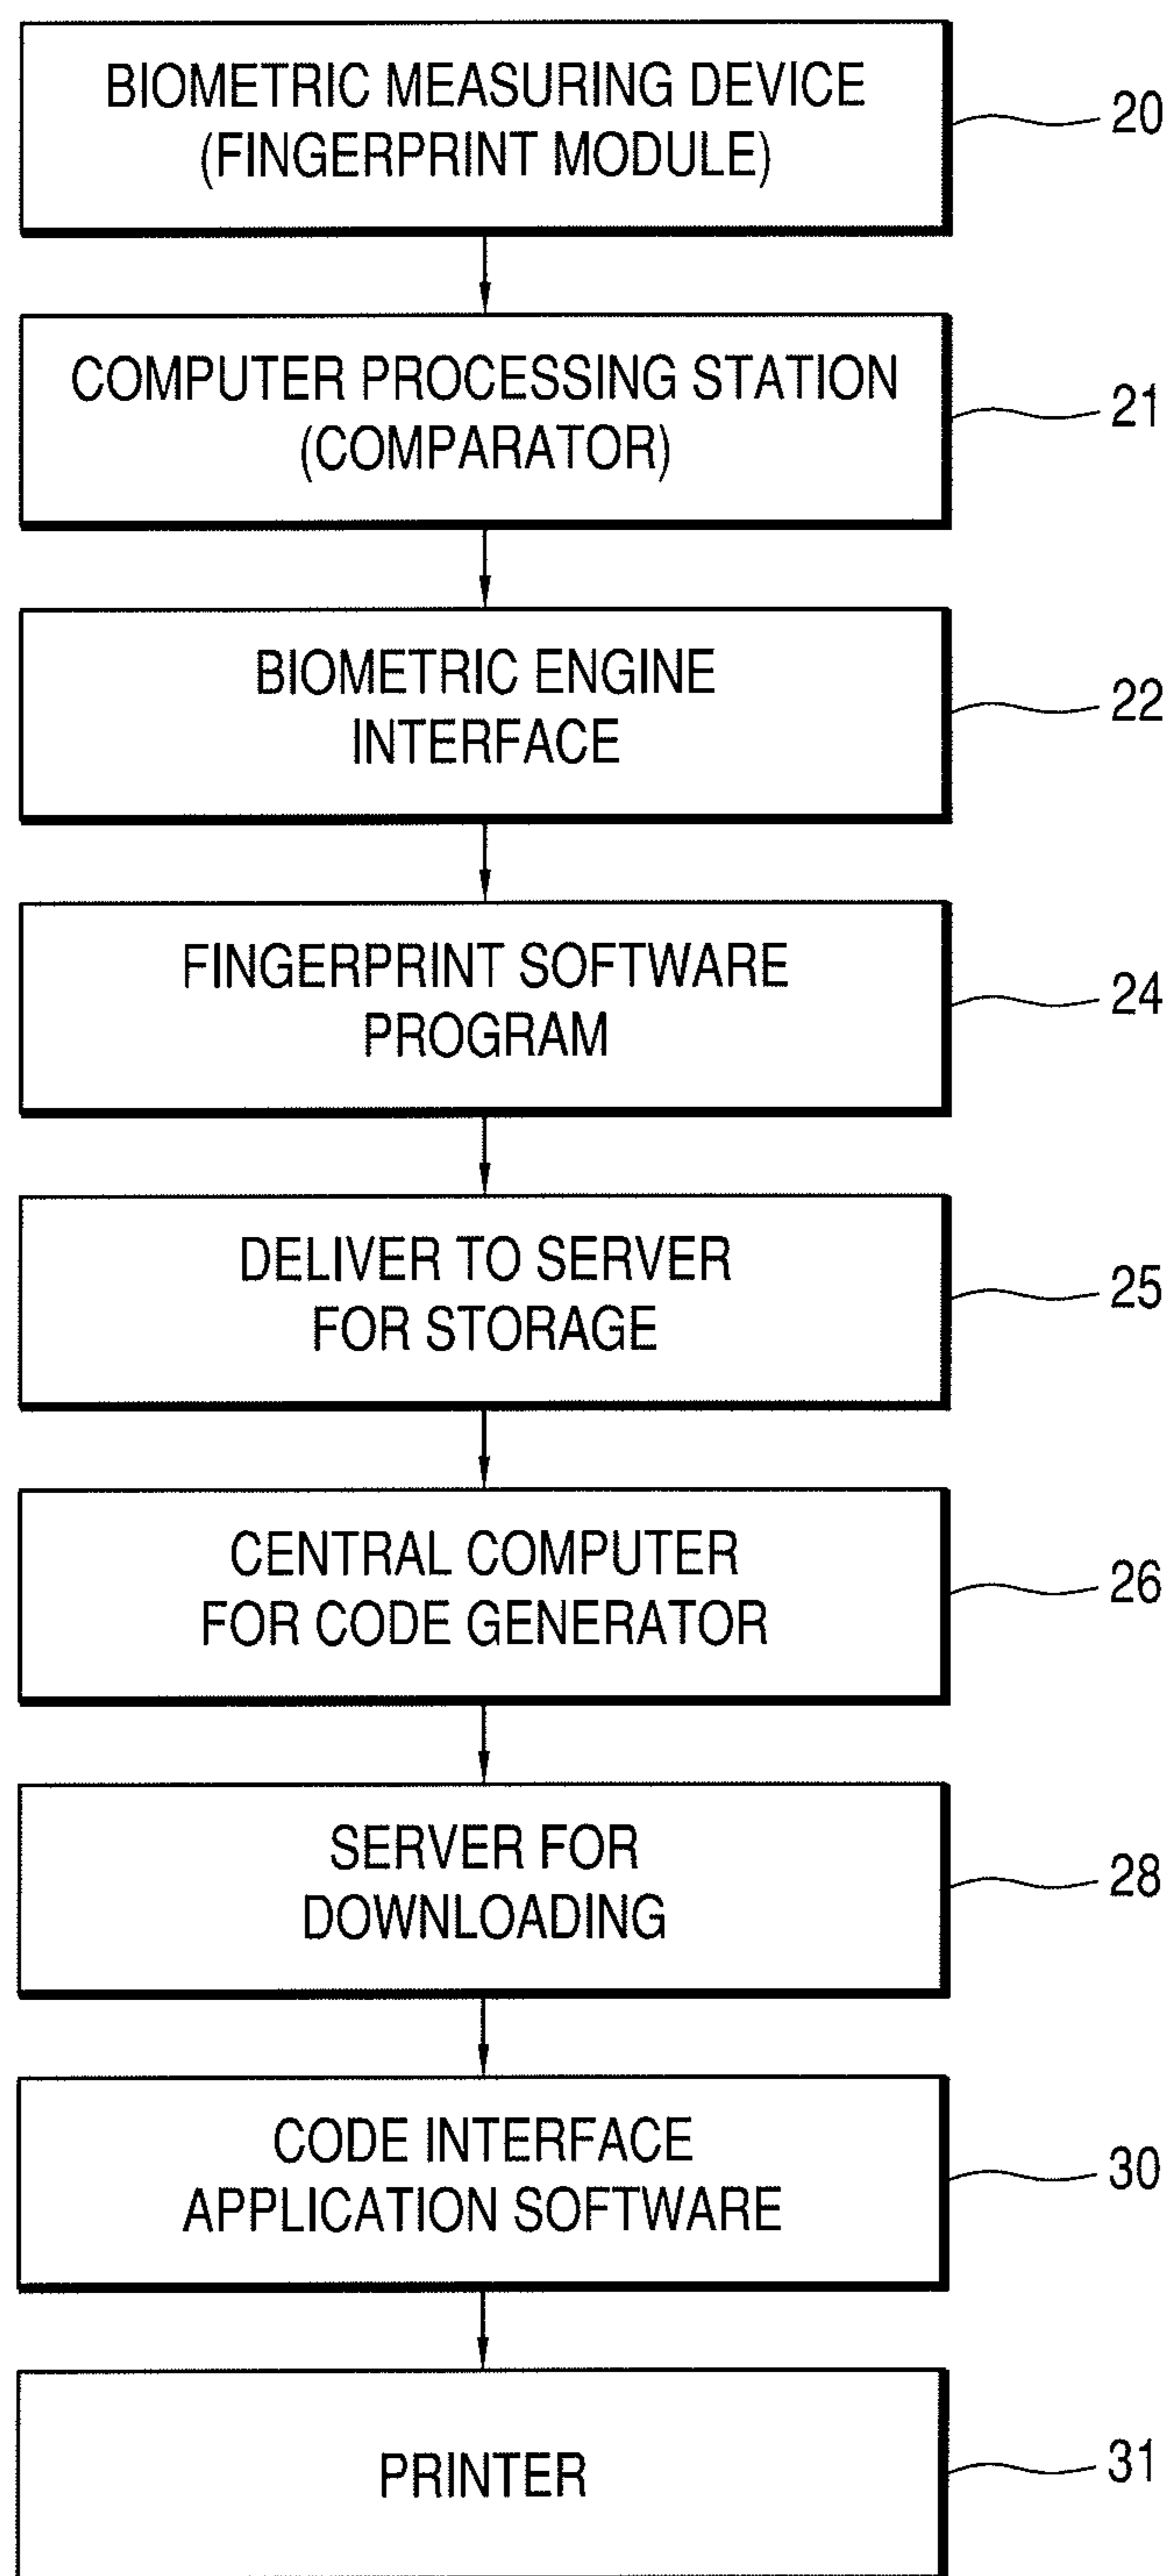 BIOMETRIC MEASURING DEVICE
(FINGERPRINT MODULE)
20
COMPUTER PROCESSING STATION
(COMPARATOR)
21
BIOMETRIC ENGINE
INTERFACE
22
FINGERPRINT SOFTWARE
PROGRAM
24
DELIVER TO SERVER
FOR STORAGE
25
CENTRAL COMPUTER
FOR CODE GENERATOR
26
SERVER FOR
DOWNLOADING
28
CODE INTERFACE
APPLICATION SOFTWARE
30
PRINTER
31